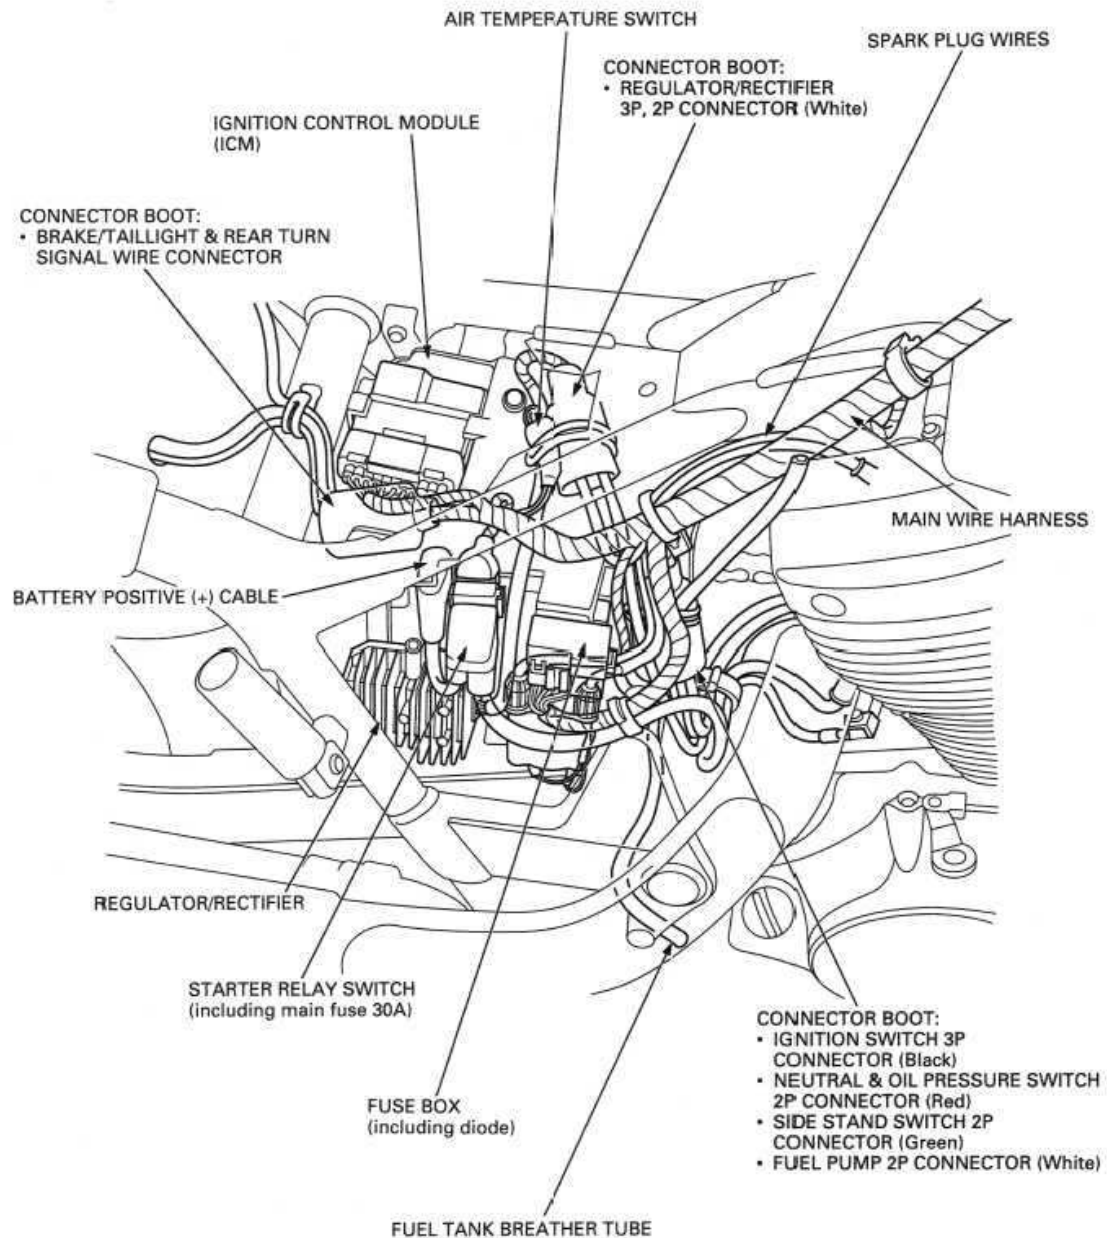 AIR TEMPERATURE SWITCH
SPARK PLUG WIRES
CONNECTOR BOOT:
• REGULATOR/RECTIFIER
3P, 2P CONNECTOR (White)
IGNITION CONTROL MODULE
(ICM)
CONNECTOR BOOT:
• BRAKE/TAILLIGHT & REAR TURN
SIGNAL WIRE CONNECTOR
MAIN WIRE HARNESS
BATTERY POSITIVE (+) CABLE
REGULATOR/RECTIFIER
STARTER RELAY SWITCH
(including main fuse 30A)
FUSE BOX
(including diode)
CONNECTOR BOOT:
• IGNITION SWITCH 3P
CONNECTOR (Black)
• NEUTRAL & OIL PRESSURE SWITCH
2P CONNECTOR (Red)
• SIDE STAND SWITCH 2P
CONNECTOR (Green)
• FUEL PUMP 2P CONNECTOR (White)
FUEL TANK BREATHER TUBE